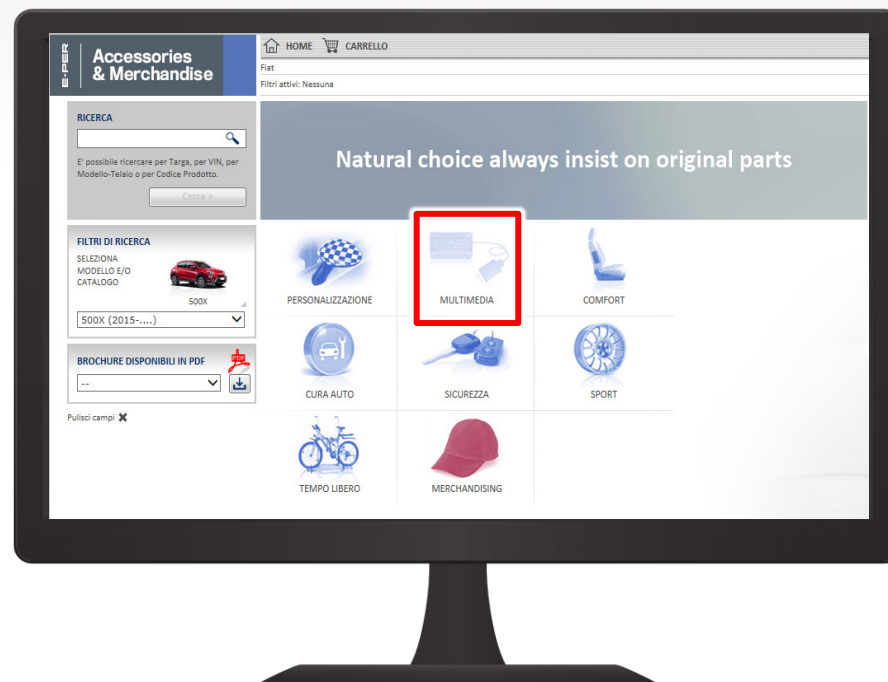 E-PER
Accessories
& Merchandise
HOME
CARRELLO
Fiat
Filtri attivi: Nessuna
RICERCA
E' possibile ricercare per Targa, per VIN, per
Modello-Telaio o per Codice Prodotto.
Cerca »
Natural choice always insist on original parts
FILTRI DI RICERCA
SELEZIONA
MODELLO E/O
CATALOGO
500X
500X (2015-....)
BROCHURE DISPONIBILI IN PDF
PDF
--
Pulisci campi
PERSONALIZZAZIONE
MULTIMEDIA
COMFORT
CURA AUTO
SICUREZZA
SPORT
TEMPO LIBERO
MERCHANDISING